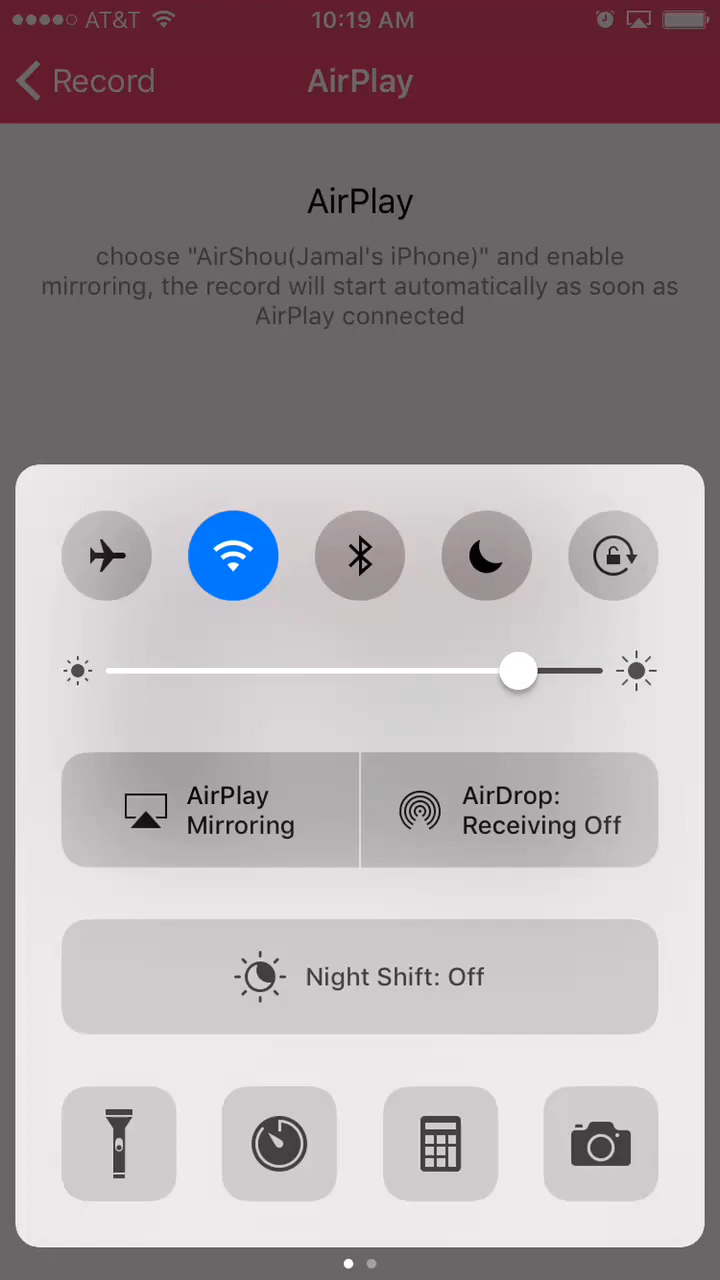 AT&T 10:19 AM
Record AirPlay
AirPlay
choose "AirShou(Jamal's iPhone)" and enable
mirroring, the record will start automatically as soon as
AirPlay connected
AirPlay
Mirroring
AirDrop:
Receiving Off
Night Shift: Off